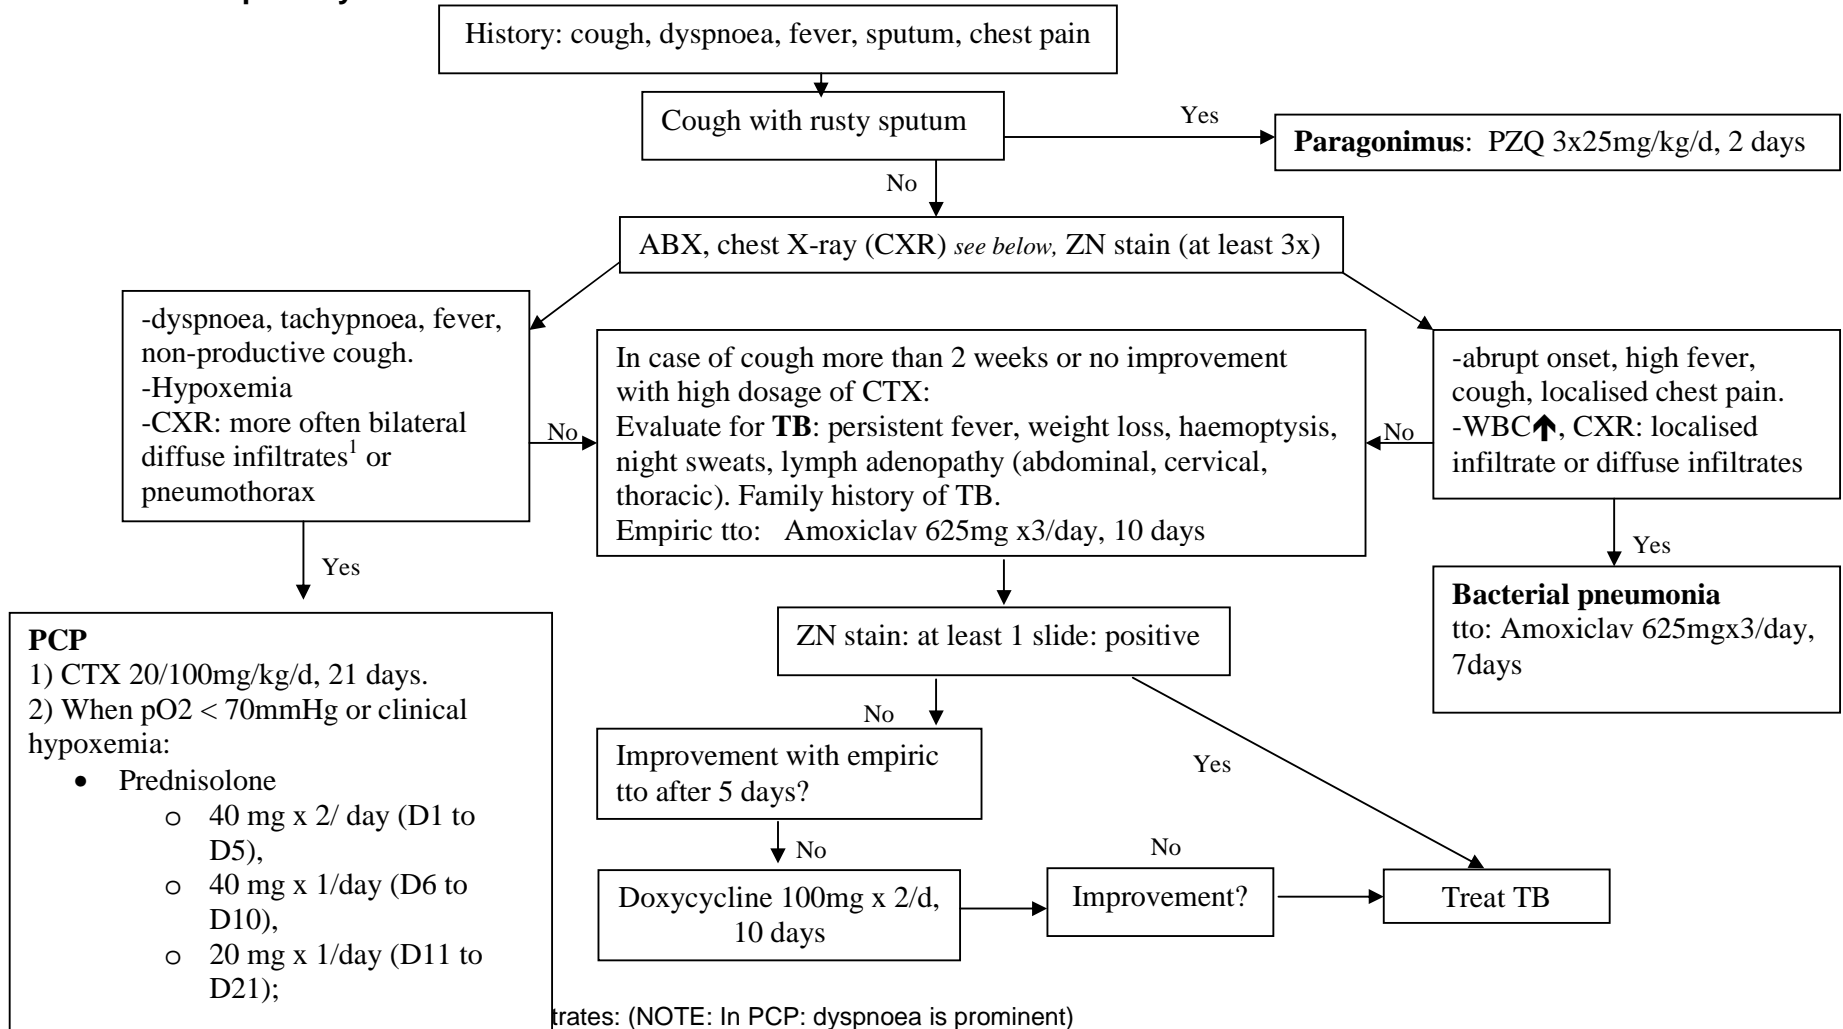 History: cough, dyspnoea, fever, sputum, chest pain
Cough with rusty sputum
Yes
Paragonimus: PZQ 3x25mg/kg/d, 2 days
No
ABX, chest X-ray (CXR) see below, ZN stain (at least 3x)
-dyspnoea, tachypnoea, fever,
non-productive cough.
-Hypoxemia
-CXR: more often bilateral
diffuse infiltrates1 or
pneumothorax
No
In case of cough more than 2 weeks or no improvement
with high dosage of CTX:
Evaluate for TB: persistent fever, weight loss, haemoptysis,
night sweats, lymph adenopathy (abdominal, cervical,
thoracic). Family history of TB.
Empiric tto: Amoxiclav 625mg x3/day, 10 days
No
-abrupt onset, high fever,
cough, localised chest pain.
-WBC↑, CXR: localised
infiltrate or diffuse infiltrates
Yes
Yes
Bacterial pneumonia
tto: Amoxiclav 625mgx3/day,
7days
PCP
1) CTX 20/100mg/kg/d, 21 days.
2) When pO2 < 70mmHg or clinical
hypoxemia:
• Prednisolone
o 40 mg x 2/ day (D1 to
D5),
o 40 mg x 1/day (D6 to
D10),
o 20 mg x 1/day (D11 to
D21);
ZN stain: at least 1 slide: positive
No
Yes
Improvement with empiric
tto after 5 days?
No
Doxycycline 100mg x 2/d,
10 days
No
Improvement?
Treat TB
trates: (NOTE: In PCP: dyspnoea is prominent)